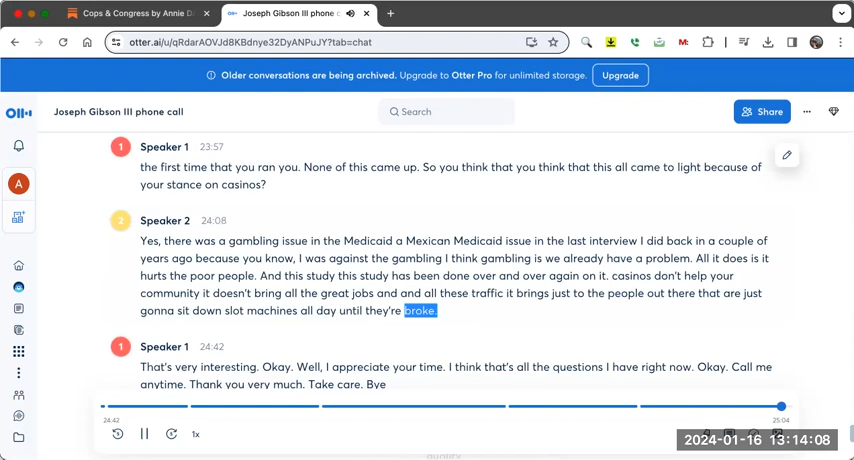 Cops & Congress by Annie D
Joseph Gibson III phone c
otter.ai/u/qRdarAOVJd8KBdnye32DyANPuJY?tab=chat
Older conversations are being archived. Upgrade to Otter Pro for unlimited storage. Upgrade
Joseph Gibson III phone call
Search
Share
A
1 Speaker 1 23:57
the first time that you ran you. None of this came up. So you think that you think that this all came to light because of
your stance on casinos?
2 Speaker 2 24:08
Yes, there was a gambling issue in the Medicaid a Mexican Medicaid issue in the last interview I did back in a couple of
years ago because you know, I was against the gambling I think gambling is we already have a problem. All it does is it
hurts the poor people. And this study this study has been done over and over again on it. casinos don't help your
community it doesn't bring all the great jobs and and all these traffic it brings just to the people out there that are just
gonna sit down slot machines all day until they're broke.
1 Speaker 1 24:42
That's very interesting. Okay. Well, I appreciate your time. I think that's all the questions I have right now. Okay. Call me
anytime. Thank you very much. Take care. Bye
24:42
25:04
1x
2024-01-16 13:14:08